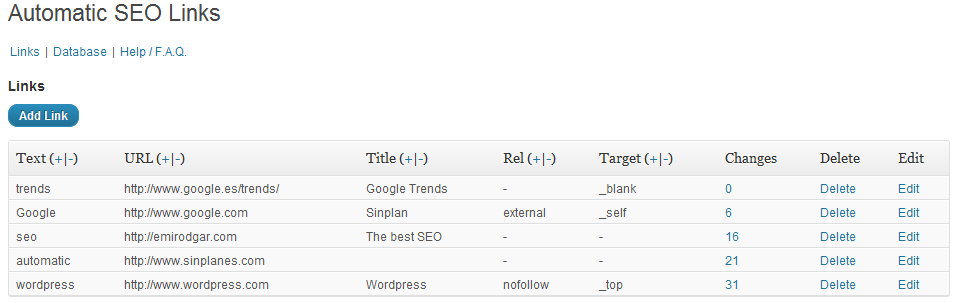 Automatic SEO Links
Links | Database | Help / F.A.Q.
Links
Add Link
Text (+|-) URL (+|-) Title (+|-) Rel (+|-) Target (+|-) Changes Delete Edit
trends http://www.google.es/trends/ Google Trends - _blank 0 Delete Edit
Google http://www.google.com Sinplan external _self 6 Delete Edit
seo http://emirodgar.com The best SEO - - 16 Delete Edit
automatic http://www.sinplanes.com - - 21 Delete Edit
wordpress http://www.wordpress.com Wordpress nofollow _top 31 Delete Edit